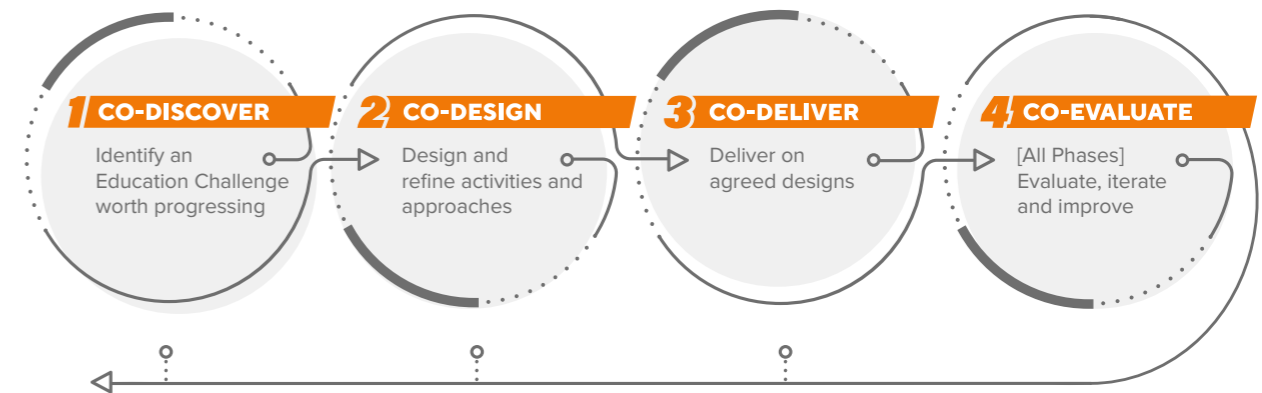 1 CO-DISCOVER
Identify an
Education Challenge
worth progressing
2 CO-DESIGN
Design and
refine activities and
approaches
3 CO-DELIVER
Deliver on
agreed designs
4 CO-EVALUATE
[All Phases]
Evaluate, iterate
and improve